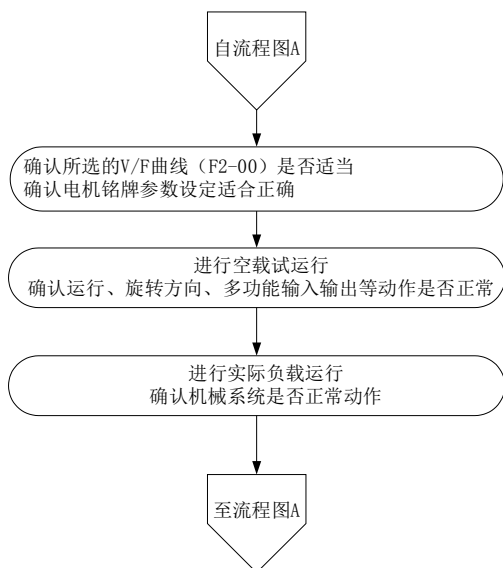 自流程图A
确认所选的V/F曲线（F2-00）是否适当
确认电机铭牌参数设定适合正确
进行空载试运行
确认运行、旋转方向、多功能输入输出等动作是否正常
进行实际负载运行
确认机械系统是否正常动作
至流程图A